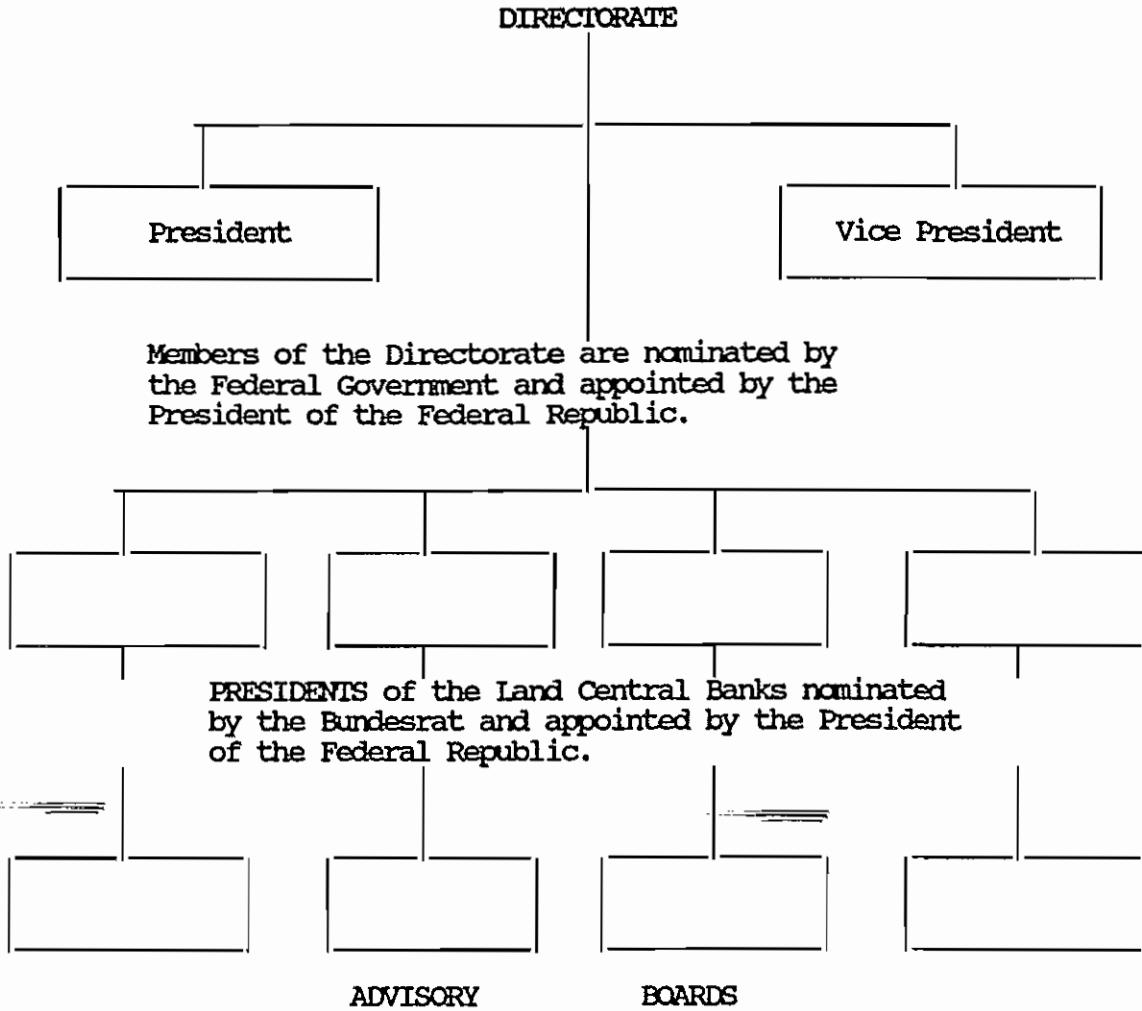 DIRECTORATE
President
Vice President
Members of the Directorate are nominated by
the Federal Government and appointed by the
President of the Federal Republic.
PRESIDENTS of the Land Central Banks nominated
by the Bundesrat and appointed by the President
of the Federal Republic.
ADVISORY BOARDS